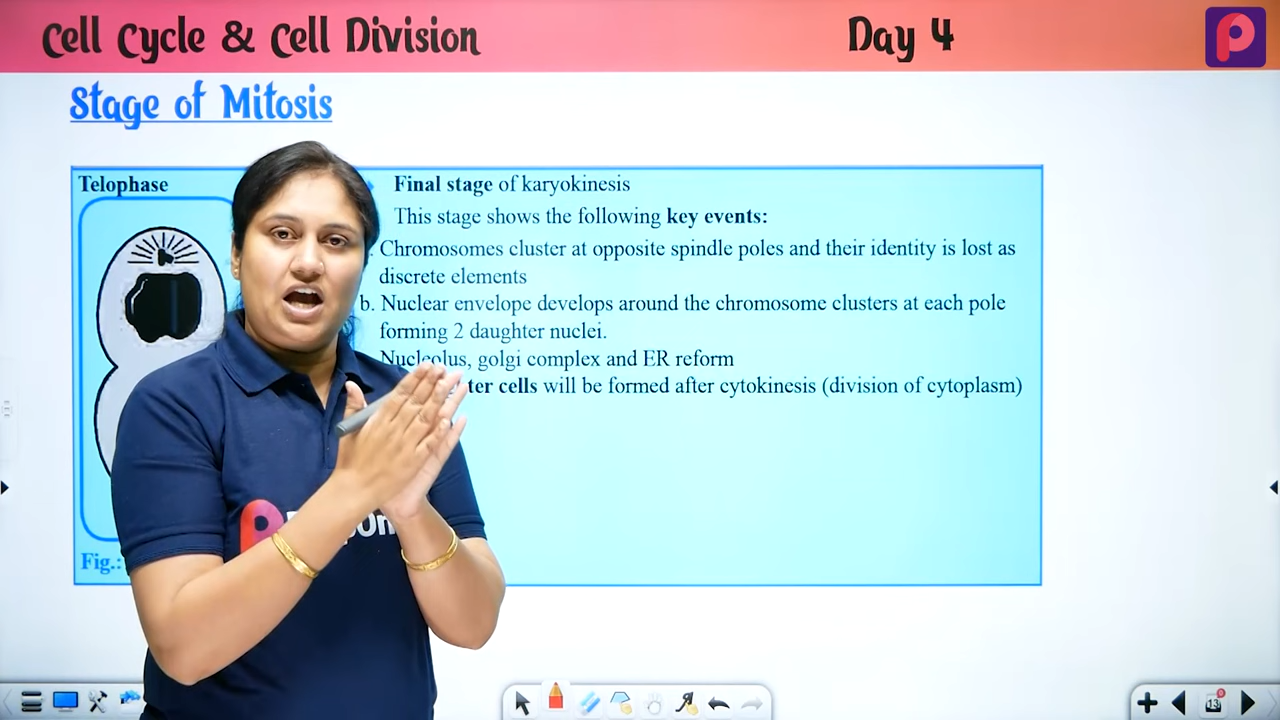 Cell Cycle & Cell Division
Day 4
Stage of Mitosis
Telophase
Final stage of karyokinesis
This stage shows the following key events:
Chromosomes cluster at opposite spindle poles and their identity is lost as
discrete elements
b. Nuclear envelope develops around the chromosome clusters at each pole
forming 2 daughter nuclei.
Nucleolus, golgi complex and ER reform
cells will be formed after cytokinesis (division of cytoplasm)
Fig.:
13